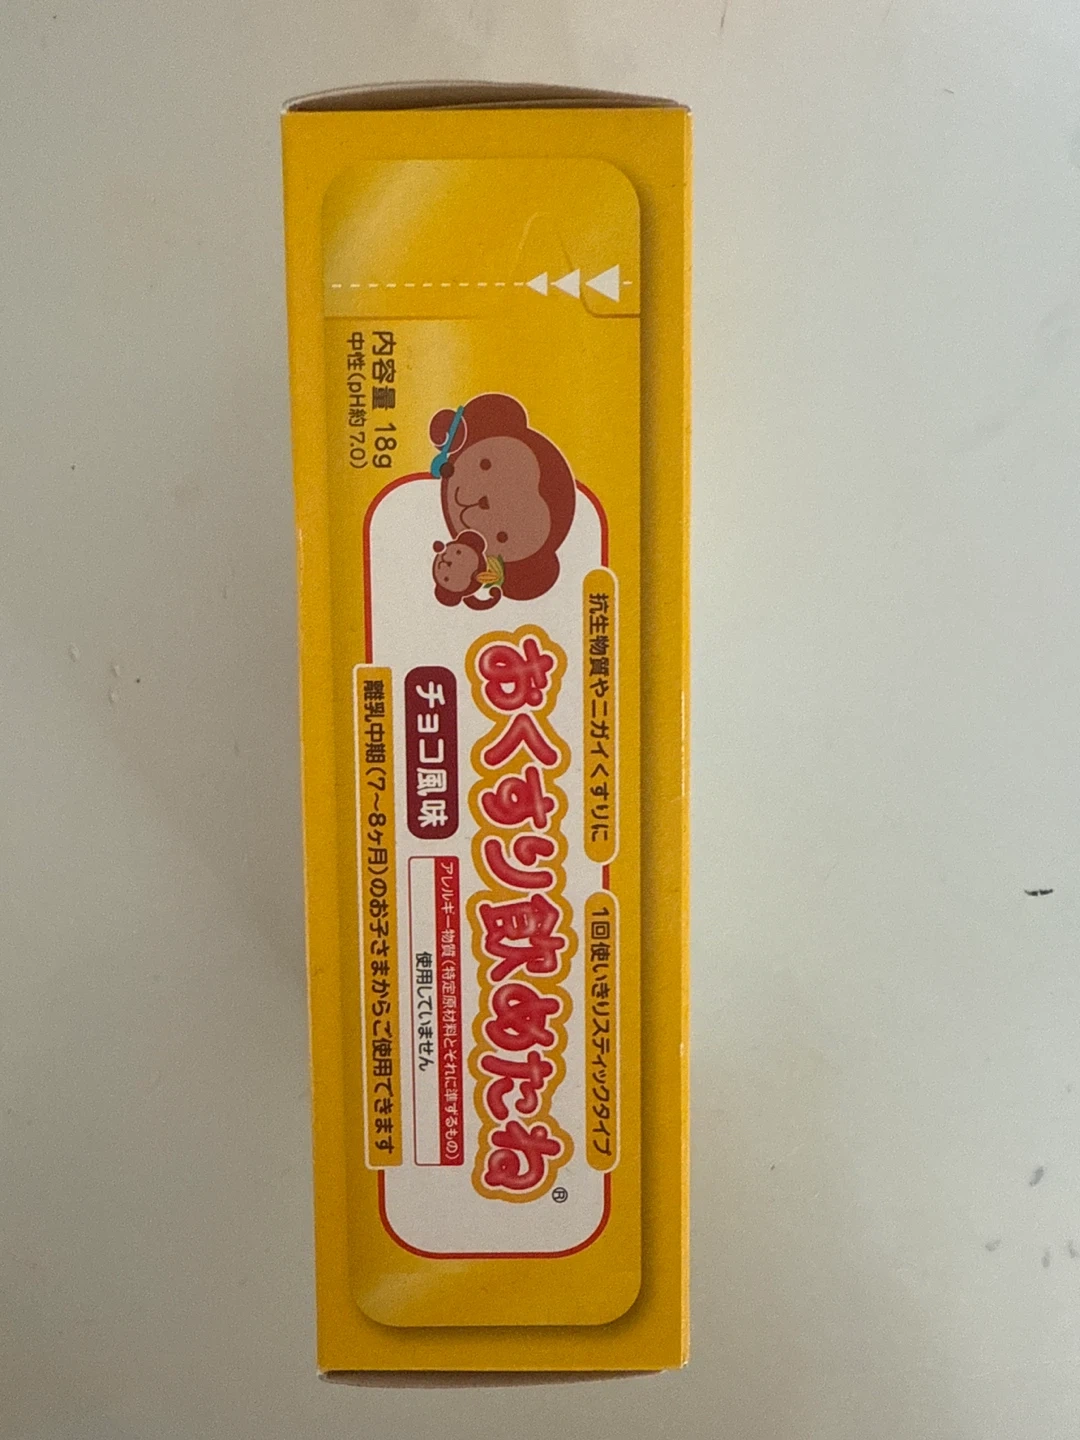 抗生物質やニガイくすりに
1回使いきりスティックタイプ
おくすり飲めたね®
チョコ風味
アレルギー物質(特定原材料とそれに準ずるもの)
使用していません
離乳中期(7〜8ヶ月)のお子さまからご使用できます
内容量 18g
中性(pH約7.0)